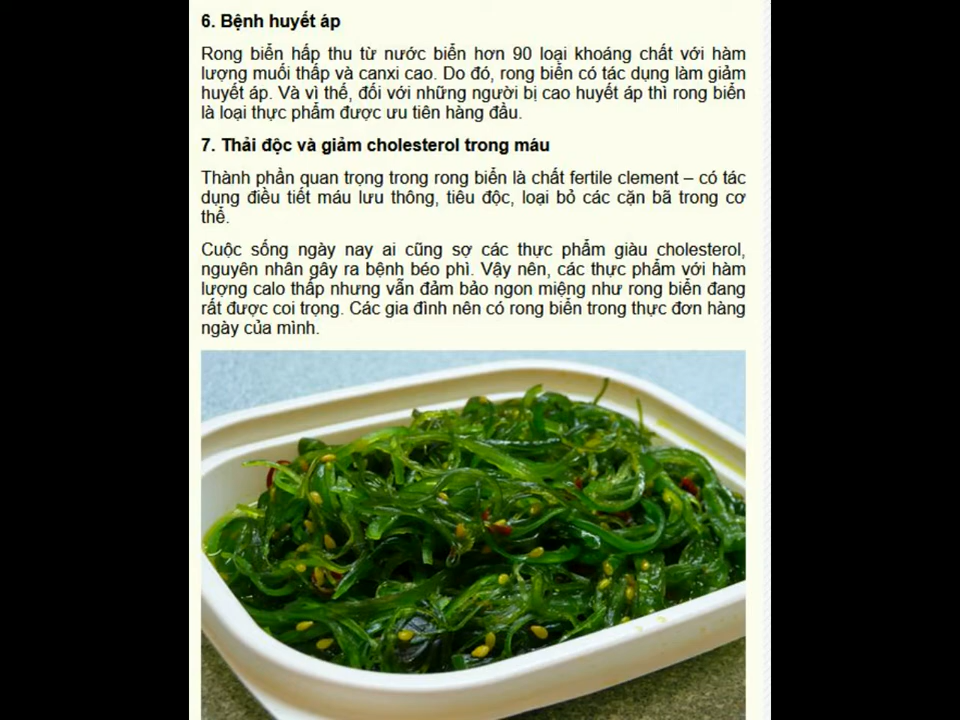 6. Bệnh huyết áp
Rong biển hấp thu từ nước biển hơn 90 loại khoáng chất với hàm
lượng muối thấp và canxi cao. Do đó, rong biển có tác dụng làm giảm
huyết áp. Và vì thế, đối với những người bị cao huyết áp thì rong biển
là loại thực phẩm được ưu tiên hàng đầu.
7. Thải độc và giảm cholesterol trong máu
Thành phần quan trọng trong rong biển là chất fertile clement – có tác
dụng điều tiết máu lưu thông, tiêu độc, loại bỏ các cặn bã trong cơ
thể.
Cuộc sống ngày nay ai cũng sợ các thực phẩm giàu cholesterol,
nguyên nhân gây ra bệnh béo phì. Vậy nên, các thực phẩm với hàm
lượng calo thấp nhưng vẫn đảm bảo ngon miệng như rong biển đang
rất được coi trọng. Các gia đình nên có rong biển trong thực đơn hàng
ngày của mình.